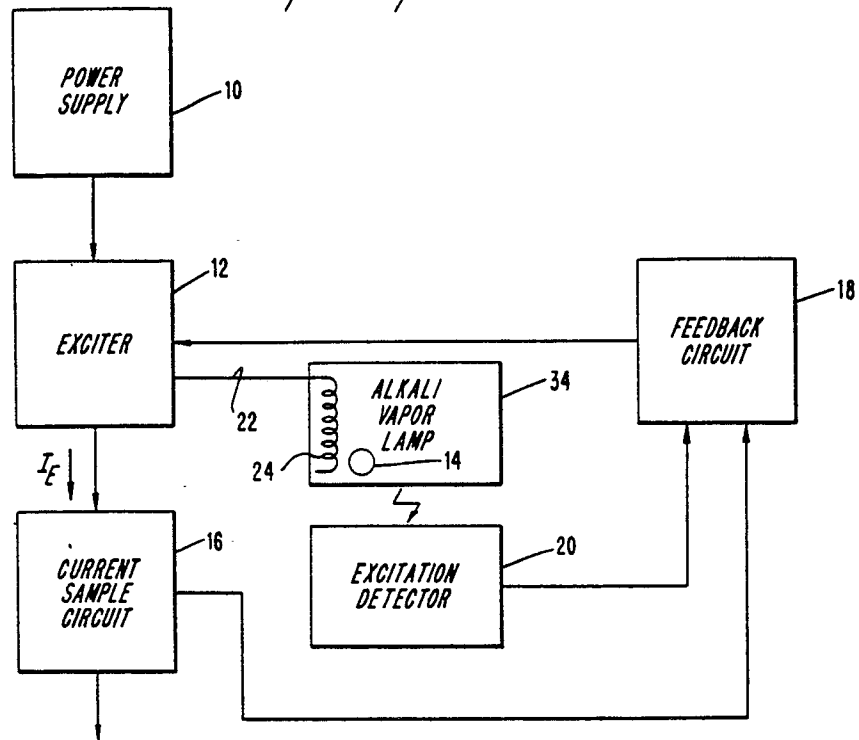 POWER
SUPPLY
10
EXCITER
12
FEEDBACK
CIRCUIT
18
22
ALKALI
VAPOR
LAMP
34
24
14
I_E
CURRENT
SAMPLE
CIRCUIT
16
EXCITATION
DETECTOR
20